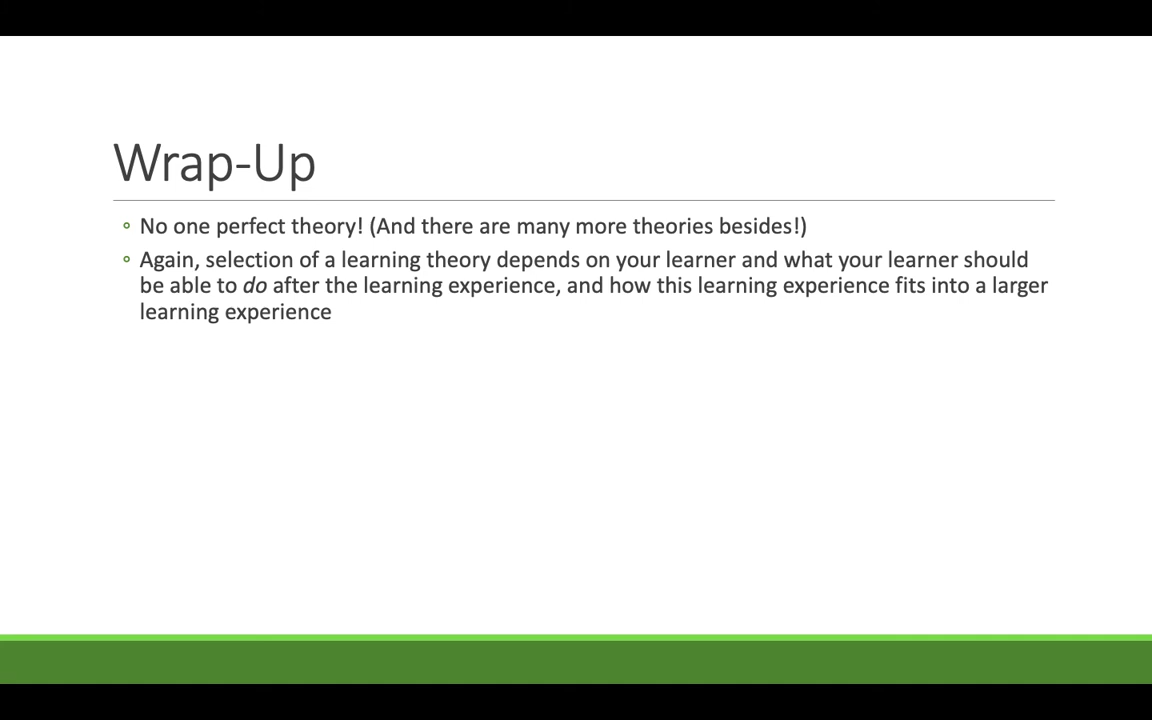 Wrap-Up
◦ No one perfect theory! (And there are many more theories besides!)
◦ Again, selection of a learning theory depends on your learner and what your learner should
be able to do after the learning experience, and how this learning experience fits into a larger
learning experience